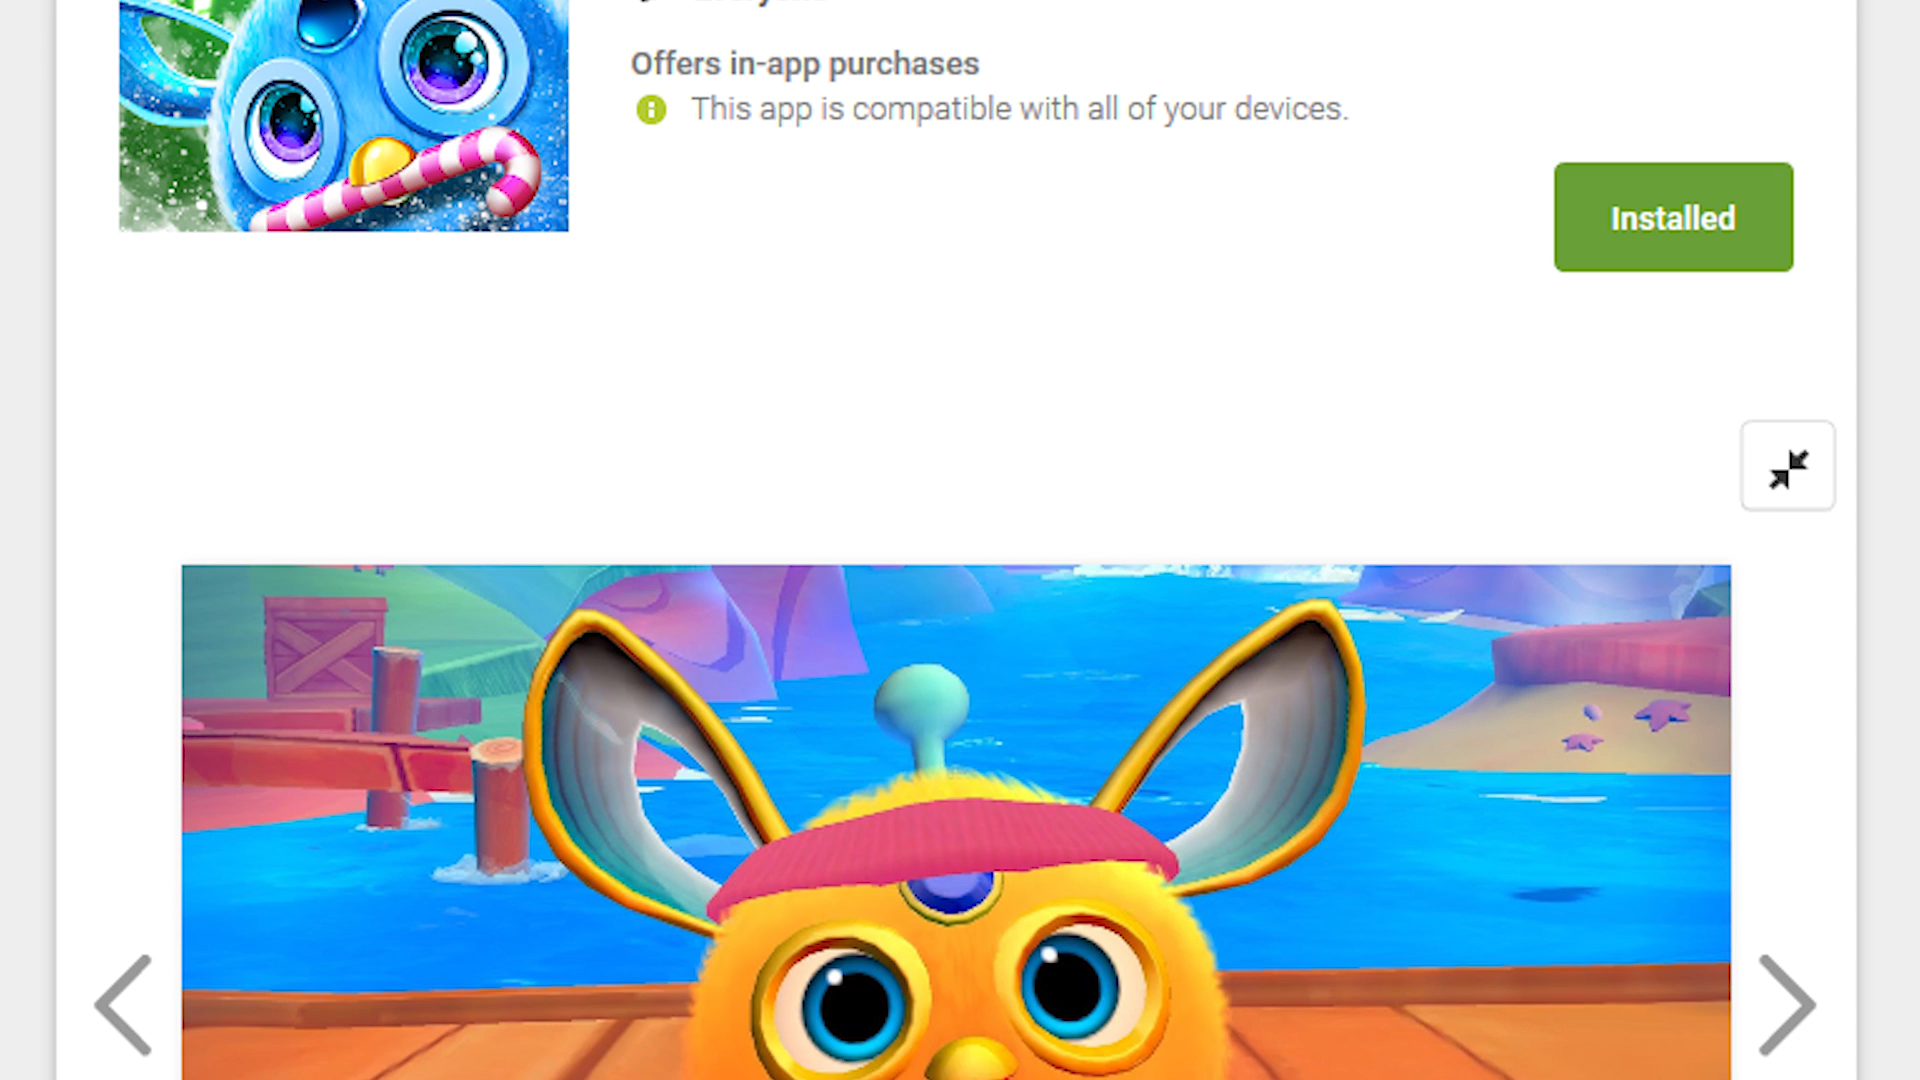 Offers in-app purchases
This app is compatible with all of your devices.
Installed